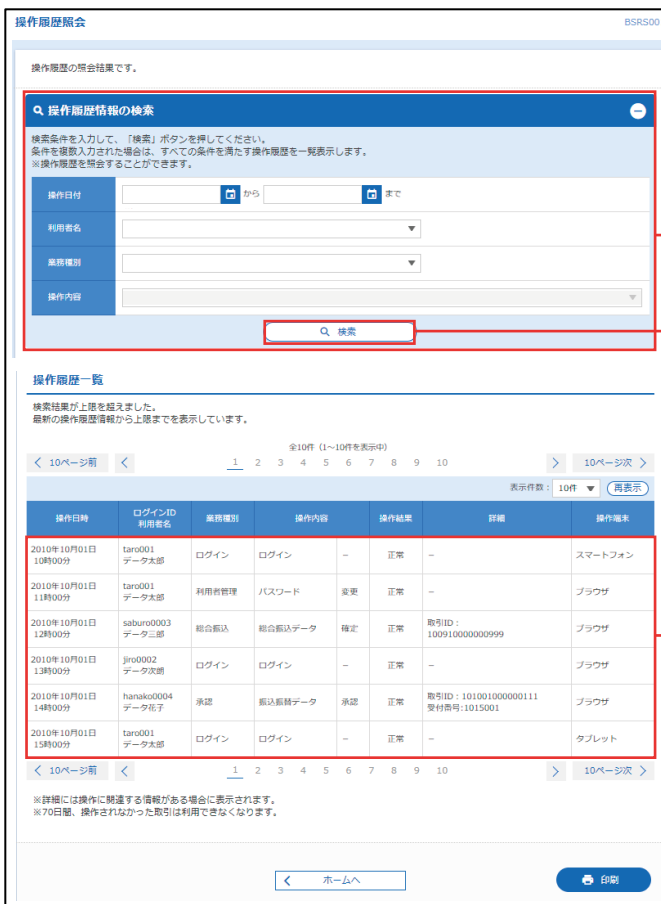 操作履歴照会 BSRS00
操作履歴の照会結果です。
操作履歴情報の検索
検索条件を入力して、「検索」ボタンを押してください。
条件を複数入力された場合は、すべての条件を満たす操作履歴を一覧表示します。
※操作履歴を照会することができます。
操作日付 から まで
利用者名
業務種別
操作内容
検索
操作履歴一覧
検索結果が上限を超えました。
最新の操作履歴情報から上限までを表示しています。
全10件（1～10件を表示中）
10ページ前 1 2 3 4 5 6 7 8 9 10 10ページ次
表示件数： 10件 再表示
操作日時 ログインID 利用者名 業務種別 操作内容 操作結果 詳細 操作端末
2010年10月01日 taro001 ログイン ログイン － 正常 － スマートフォン
10時00分 データ太郎
2010年10月01日 taro001 利用者管理 パスワード 変更 正常 － ブラウザ
11時00分 データ太郎
2010年10月01日 saburo0003 総合振込 総合振込データ 確定 正常 取引ID： ブラウザ
12時00分 データ三郎 100910000000999
2010年10月01日 jiro0002 ログイン ログイン － 正常 － ブラウザ
13時00分 データ次朗
2010年10月01日 hanako0004 承認 振込振替データ 承認 正常 取引ID：101001000000111 ブラウザ
14時00分 データ花子 受付番号:1015001
2010年10月01日 taro001 ログイン ログイン － 正常 － タブレット
15時00分 データ太郎
10ページ前 1 2 3 4 5 6 7 8 9 10 10ページ次
※詳細には操作に関連する情報がある場合に表示されます。
※70日間、操作されなかった取引は利用できなくなります。
ホームへ 印刷